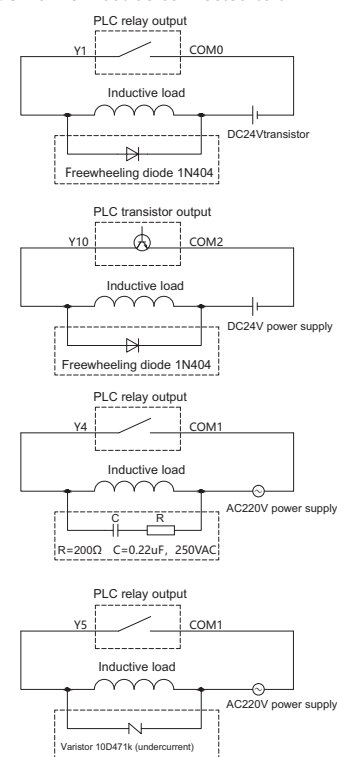 PLC relay output
Y1 COM0
Inductive load
DC24Vtransistor
Freewheeling diode 1N404
PLC transistor output
Y10 COM2
Inductive load
DC24V power supply
Freewheeling diode 1N404
PLC relay output
Y4 COM1
Inductive load
AC220V power supply
C R
R=200Ω C=0.22uF, 250VAC
PLC relay output
Y5 COM1
Inductive load
AC220V power supply
Varistor 10D471k (undercurrent)